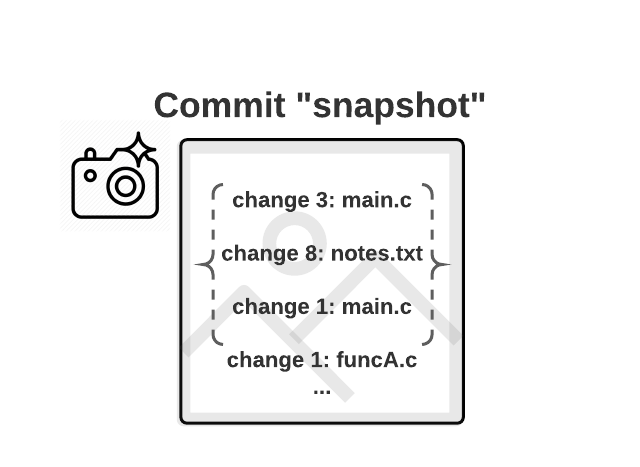 Commit "snapshot"
change 3: main.c
change 8: notes.txt
change 1: main.c
change 1: funcA.c
...